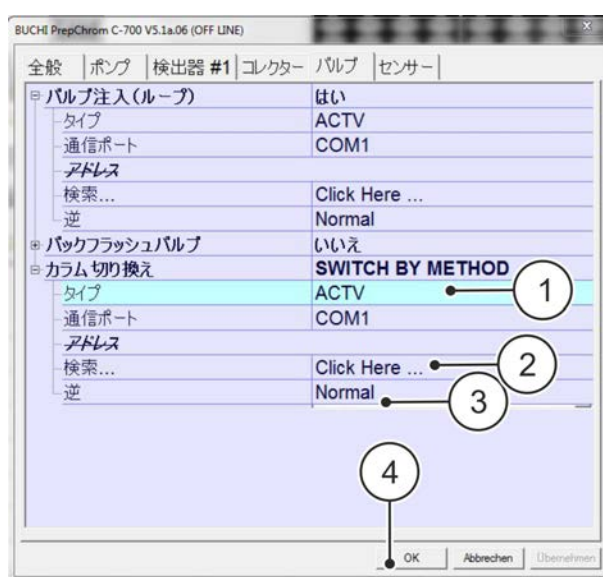 BUCHI PrepChrom C-700 V5.1a.06 (OFF LINE)
全般 ポンプ 検出器 #1 コレクター バルブ センサー
バルブ注入(ループ) はい
タイプ ACTV
通信ポート COM1
アドレス
検索... Click Here ...
逆 Normal
バックフラッシュバルブ いいえ
カラム 切り換え SWITCH BY METHOD
タイプ ACTV 1
通信ポート COM1
アドレス
検索... Click Here ... 2
逆 Normal 3
4
OK Abbrechen Übernehmen